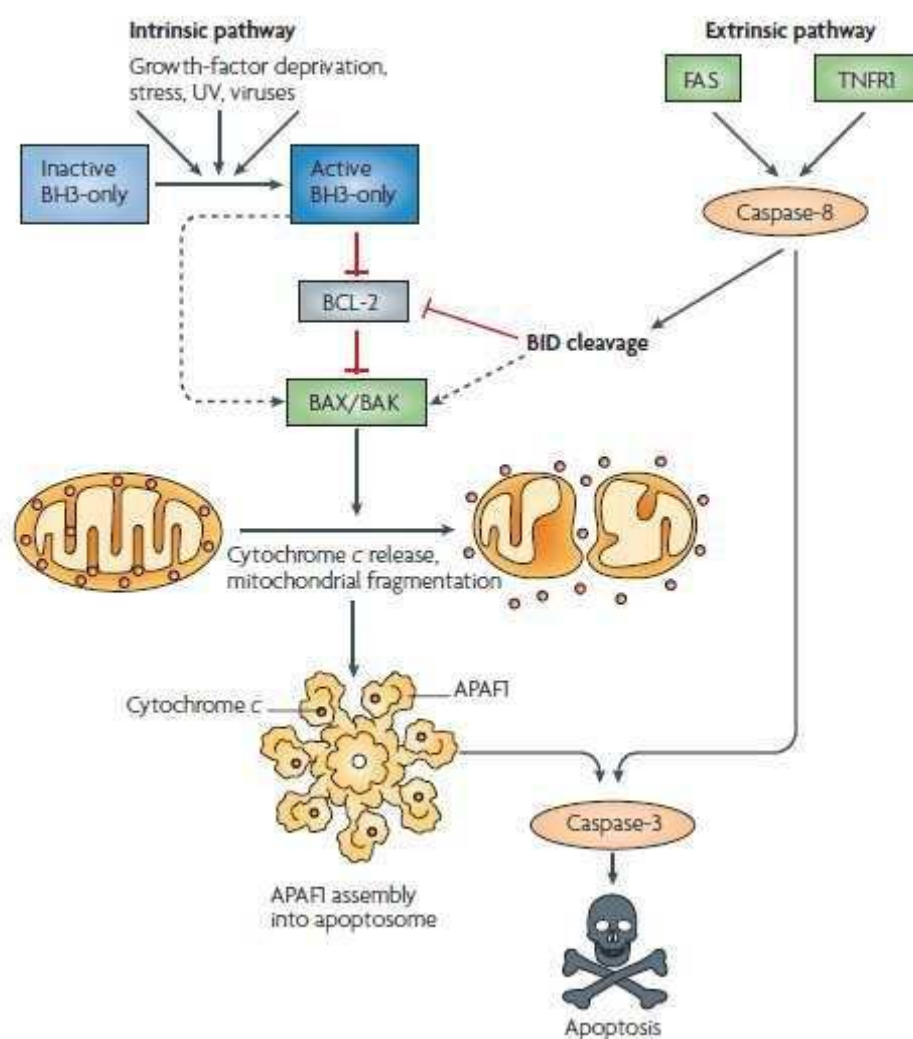 Intrinsic pathway
Growth-factor deprivation,
stress, UV, viruses
Extrinsic pathway
FAS
TNFR1
Inactive
BH3-only
Active
BH3-only
Caspase-8
BCL-2
BID cleavage
BAX/BAK
Cytochrome c release,
mitochondrial fragmentation
Cytochrome c
APAF1
Caspase-3
APAF1 assembly
into apoptosome
Apoptosis